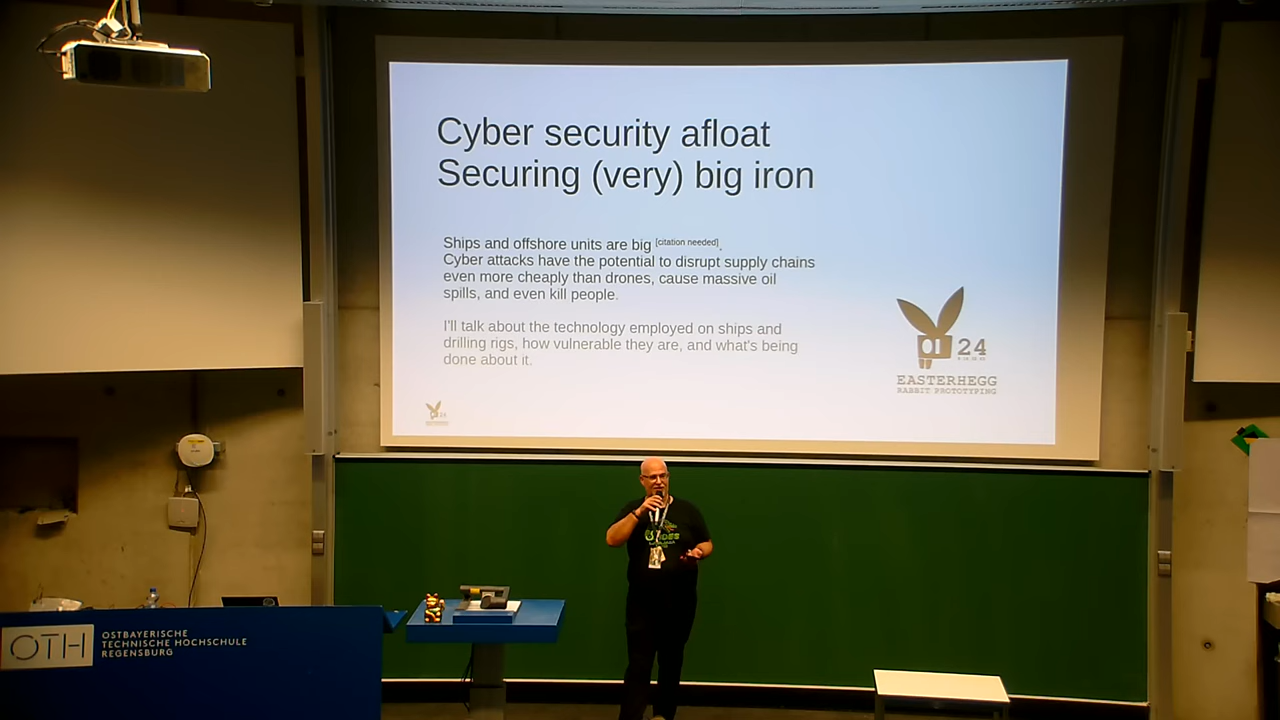 Cyber security afloat
Securing (very) big iron
Ships and offshore units are big [citation needed].
Cyber attacks have the potential to disrupt supply chains
even more cheaply than drones, cause massive oil
spills, and even kill people.
I'll talk about the technology employed on ships and
drilling rigs, how vulnerable they are, and what's being
done about it.
24
EASTERHEGG
RABBIT PROTOTYPING
OTH
OSTBAYERISCHE
TECHNISCHE HOCHSCHULE
REGENSBURG